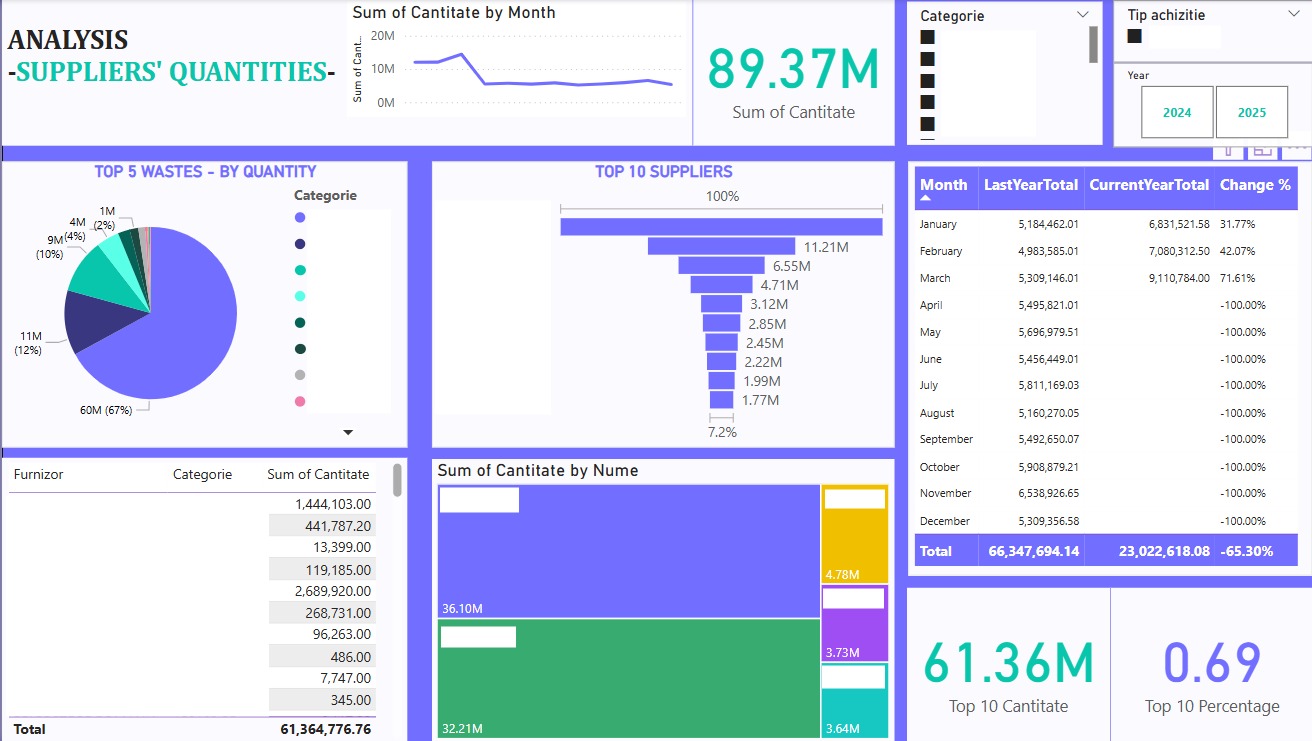 ANALYSIS
-SUPPLIERS' QUANTITIES-
Sum of Cantitate by Month
Sum of Cant...
20M
10M
0M
89.37M
Sum of Cantitate
Categorie
Tip achizitie
Year
2024
2025
TOP 5 WASTES - BY QUANTITY
Categorie
1M
(2%)
4M
(4%)
9M
(10%)
11M
(12%)
60M (67%)
TOP 10 SUPPLIERS
100%
11.21M
6.55M
4.71M
3.12M
2.85M
2.45M
2.22M
1.99M
1.77M
7.2%
Month LastYearTotal CurrentYearTotal Change %
January 5,184,462.01 6,831,521.58 31.77%
February 4,983,585.01 7,080,312.50 42.07%
March 5,309,146.01 9,110,784.00 71.61%
April 5,495,821.01 -100.00%
May 5,696,979.51 -100.00%
June 5,456,449.01 -100.00%
July 5,811,169.03 -100.00%
August 5,160,270.05 -100.00%
September 5,492,650.07 -100.00%
October 5,908,879.21 -100.00%
November 6,538,926.65 -100.00%
December 5,309,356.58 -100.00%
Total 66,347,694.14 23,022,618.08 -65.30%
Furnizor Categorie Sum of Cantitate
1,444,103.00
441,787.20
13,399.00
119,185.00
2,689,920.00
268,731.00
96,263.00
486.00
7,747.00
345.00
Total 61,364,776.76
Sum of Cantitate by Nume
36.10M
32.21M
4.78M
3.73M
3.64M
61.36M
Top 10 Cantitate
0.69
Top 10 Percentage